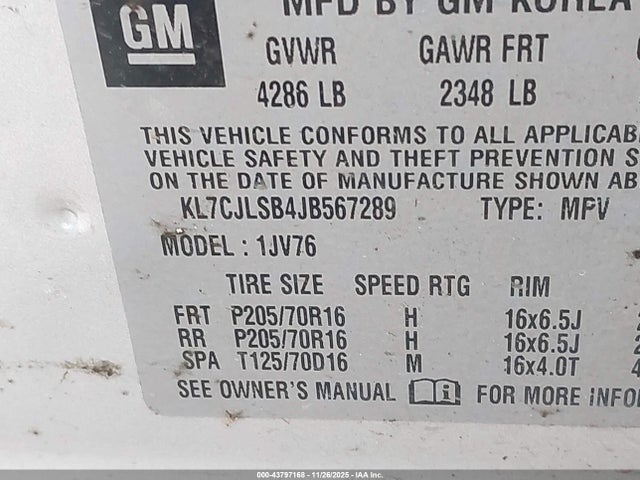 GM
MFD BY GM KOREA
GVWR GAWR FRT
4286 LB 2348 LB
THIS VEHICLE CONFORMS TO ALL APPLICAB
VEHICLE SAFETY AND THEFT PREVENTION S
ON THE DATE OF MANUFACTURE SHOWN AB
KL7CJLSB4JB567289 TYPE: MPV
MODEL : 1JV76
TIRE SIZE SPEED RTG RIM
FRT P205/70R16 H 16x6.5J
RR P205/70R16 H 16x6.5J
SPA T125/70D16 M 16x4.0T
SEE OWNER'S MANUAL i FOR MORE INFO
000-43797168 - 11/26/2025 - IAA Inc.